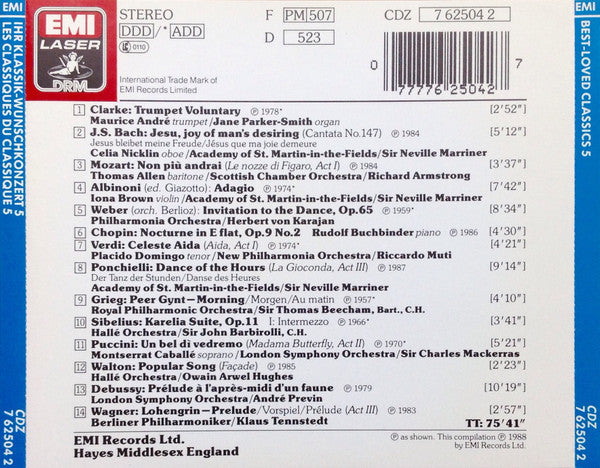 EMI
IHR KLASSIK-WUNSCHKONZERT 5
LES CLASSIQUES DU CLASSIQUE 5
CDZ
7 62504 2
EMI
LASER
DRM
STEREO
DDD / * ADD
0110
F PM 507
D 523
CDZ 7 62504 2
International Trade Mark of
EMI Records Limited
0 77776 25042 7
1 Clarke: Trumpet Voluntary ℗ 1978* [2'52"]
Maurice André trumpet/Jane Parker-Smith organ
2 J.S. Bach: Jesu, joy of man's desiring (Cantata No.147) ℗ 1984 [5'12"]
Jesus bleibet meine Freude/Jésus que ma joie demeure
Celia Nicklin oboe/Academy of St. Martin-in-the-Fields/Sir Neville Marriner
3 Mozart: Non più andrai (Le nozze di Figaro, Act I) ℗ 1984 [3'37"]
Thomas Allen baritone/Scottish Chamber Orchestra/Richard Armstrong
4 Albinoni (ed. Giazotto): Adagio ℗ 1974* [7'42"]
Iona Brown violin/Academy of St. Martin-in-the-Fields/Sir Neville Marriner
5 Weber (orch. Berlioz): Invitation to the Dance, Op.65 ℗ 1959* [8'34"]
Philharmonia Orchestra/Herbert von Karajan
6 Chopin: Nocturne in E flat, Op.9 No.2 Rudolf Buchbinder piano ℗ 1986 [4'30"]
7 Verdi: Celeste Aida (Aida, Act I) ℗ 1974* [4'21"]
Placido Domingo tenor/New Philharmonia Orchestra/Riccardo Muti
8 Ponchielli: Dance of the Hours (La Gioconda, Act III) ℗ 1987 [9'14"]
Der Tanz der Stunden/Danse des Heures
Academy of St. Martin-in-the-Fields/Sir Neville Marriner
9 Grieg: Peer Gynt–Morning/Morgen/Au matin ℗ 1957* [4'10"]
Royal Philharmonic Orchestra/Sir Thomas Beecham, Bart., C.H.
10 Sibelius: Karelia Suite, Op.11 I: Intermezzo ℗ 1966* [3'41"]
Hallé Orchestra/Sir John Barbirolli, C.H.
11 Puccini: Un bel dì vedremo (Madama Butterfly, Act II) ℗ 1970* [5'21"]
Montserrat Caballé soprano/London Symphony Orchestra/Sir Charles Mackerras
12 Walton: Popular Song (Façade) ℗ 1985 [2'23"]
Hallé Orchestra/Owain Arwel Hughes
13 Debussy: Prélude à l'après-midi d'un faune ℗ 1979 [10'19"]
London Symphony Orchestra/André Previn
14 Wagner: Lohengrin–Prelude/Vorspiel/Prélude (Act III) ℗ 1983 [2'57"]
Berliner Philharmoniker/Klaus Tennstedt TT: 75'41"
EMI Records Ltd.
Hayes Middlesex England
℗ as shown. This compilation ℗ 1988
by EMI Records Ltd.
EMI
BEST-LOVED CLASSICS 5
CDZ
7 62504 2